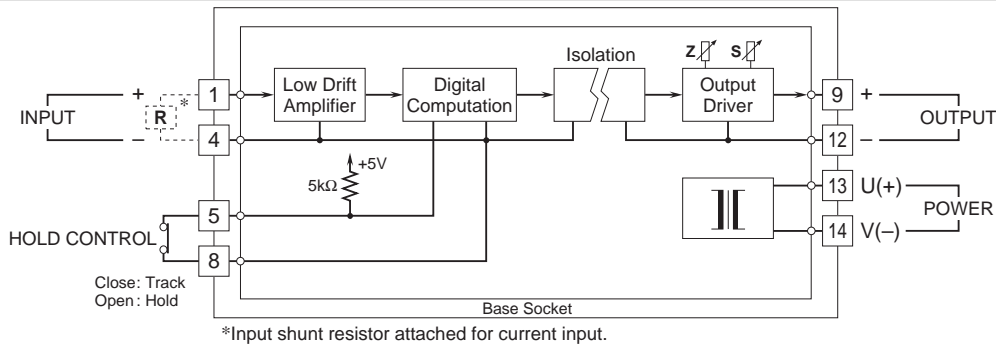 Isolation
Z
S
Low Drift
Amplifier
Digital
Computation
Output
Driver
INPUT
+
–
R
*
1
4
9 +
12 –
OUTPUT
+5V
5kΩ
13 U(+)
14 V(–)
POWER
5
8
HOLD CONTROL
Close: Track
Open: Hold
Base Socket
*Input shunt resistor attached for current input.